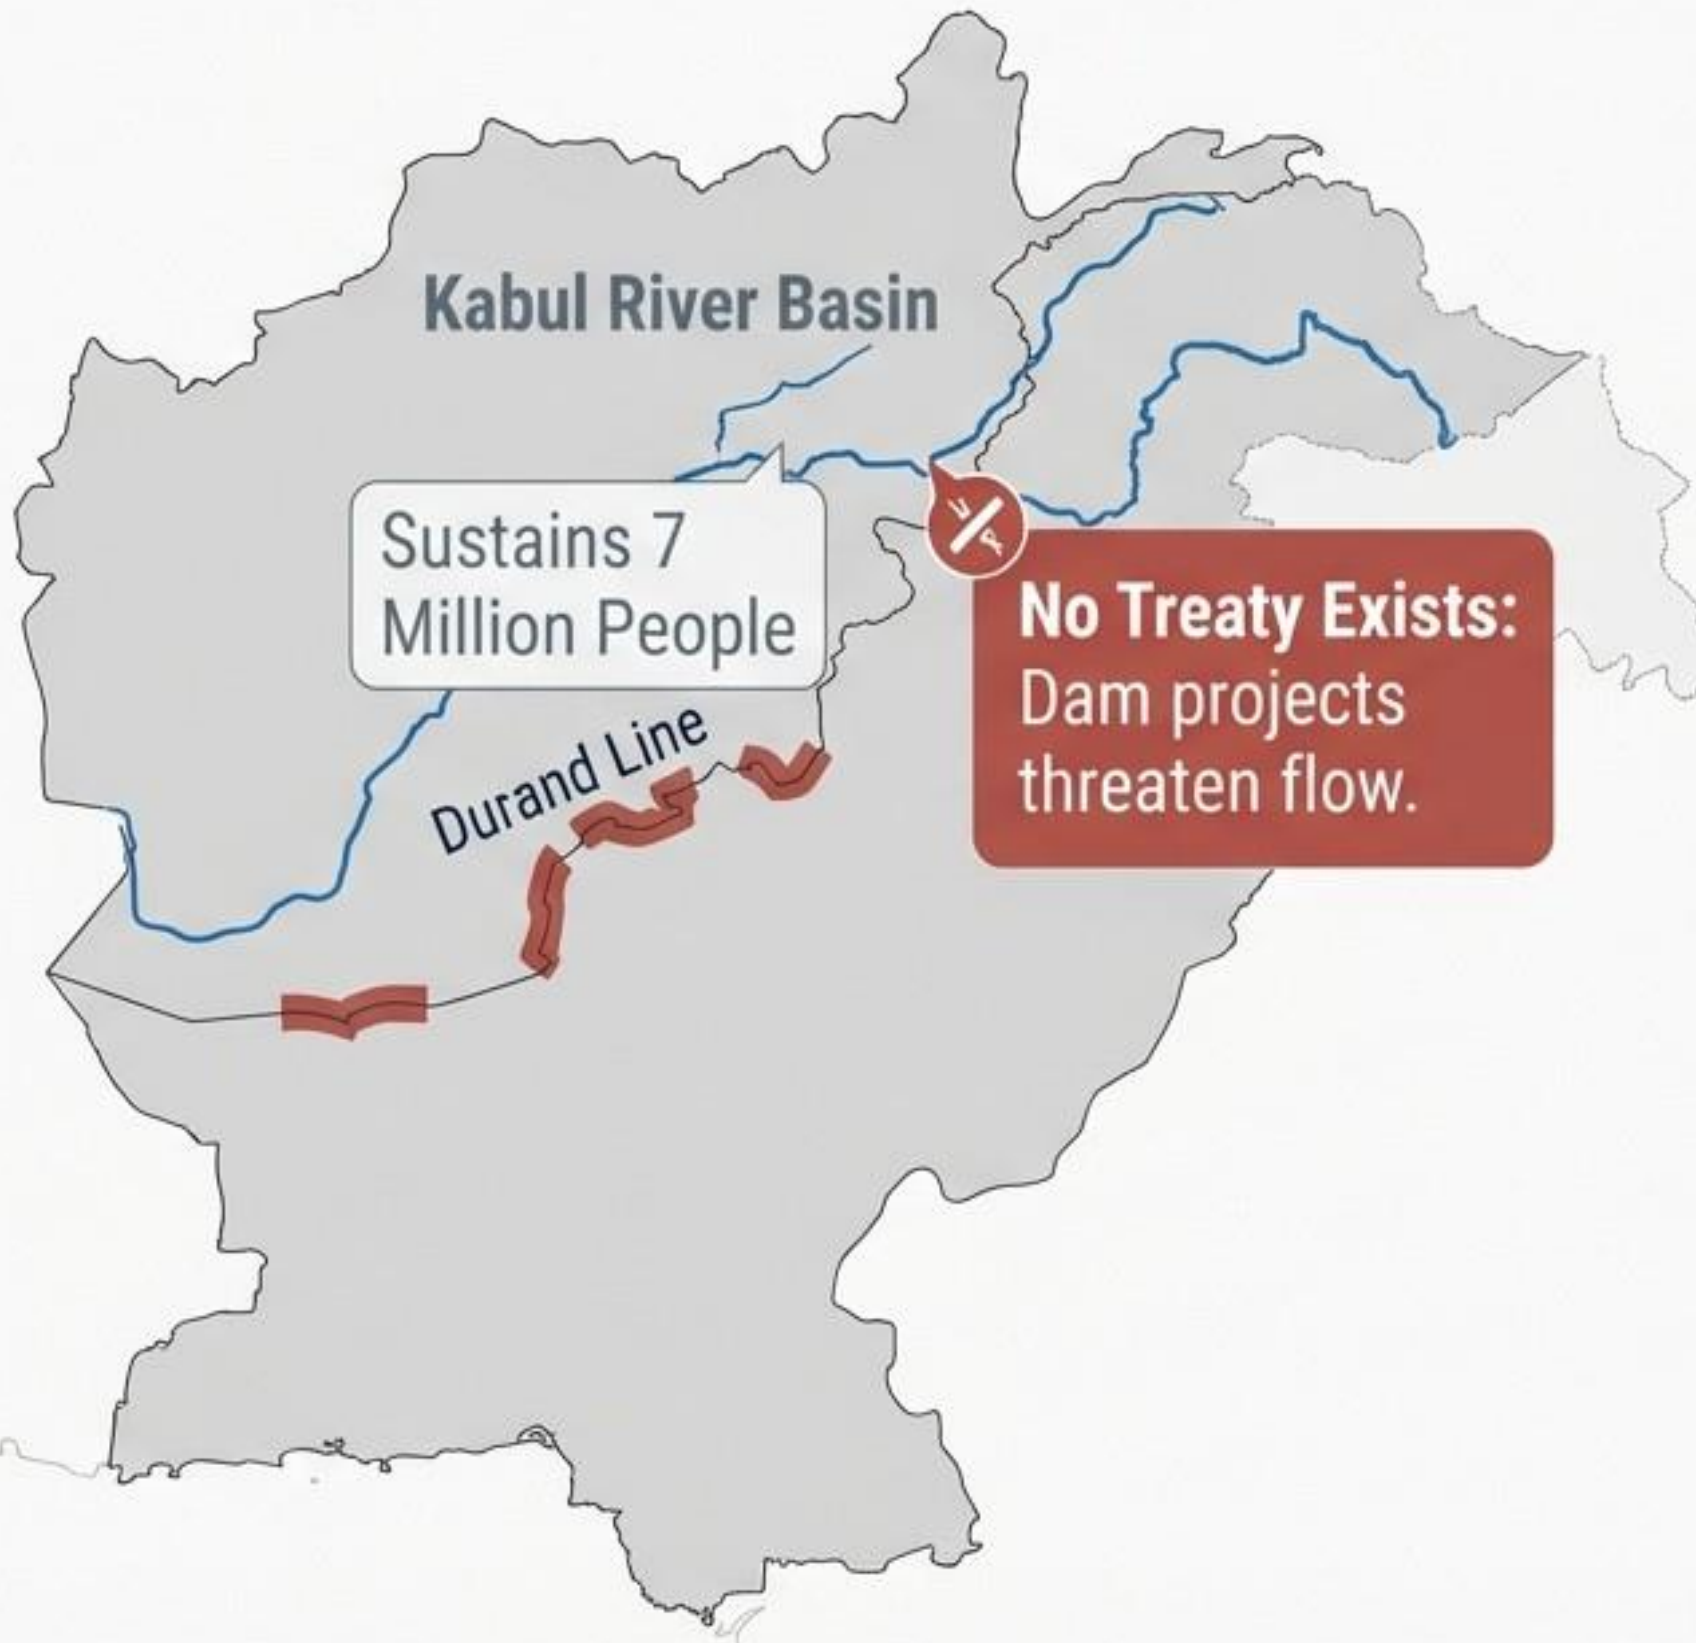 Kabul River Basin
Sustains 7
Million People
Durand Line
No Treaty Exists:
Dam projects
threaten flow.